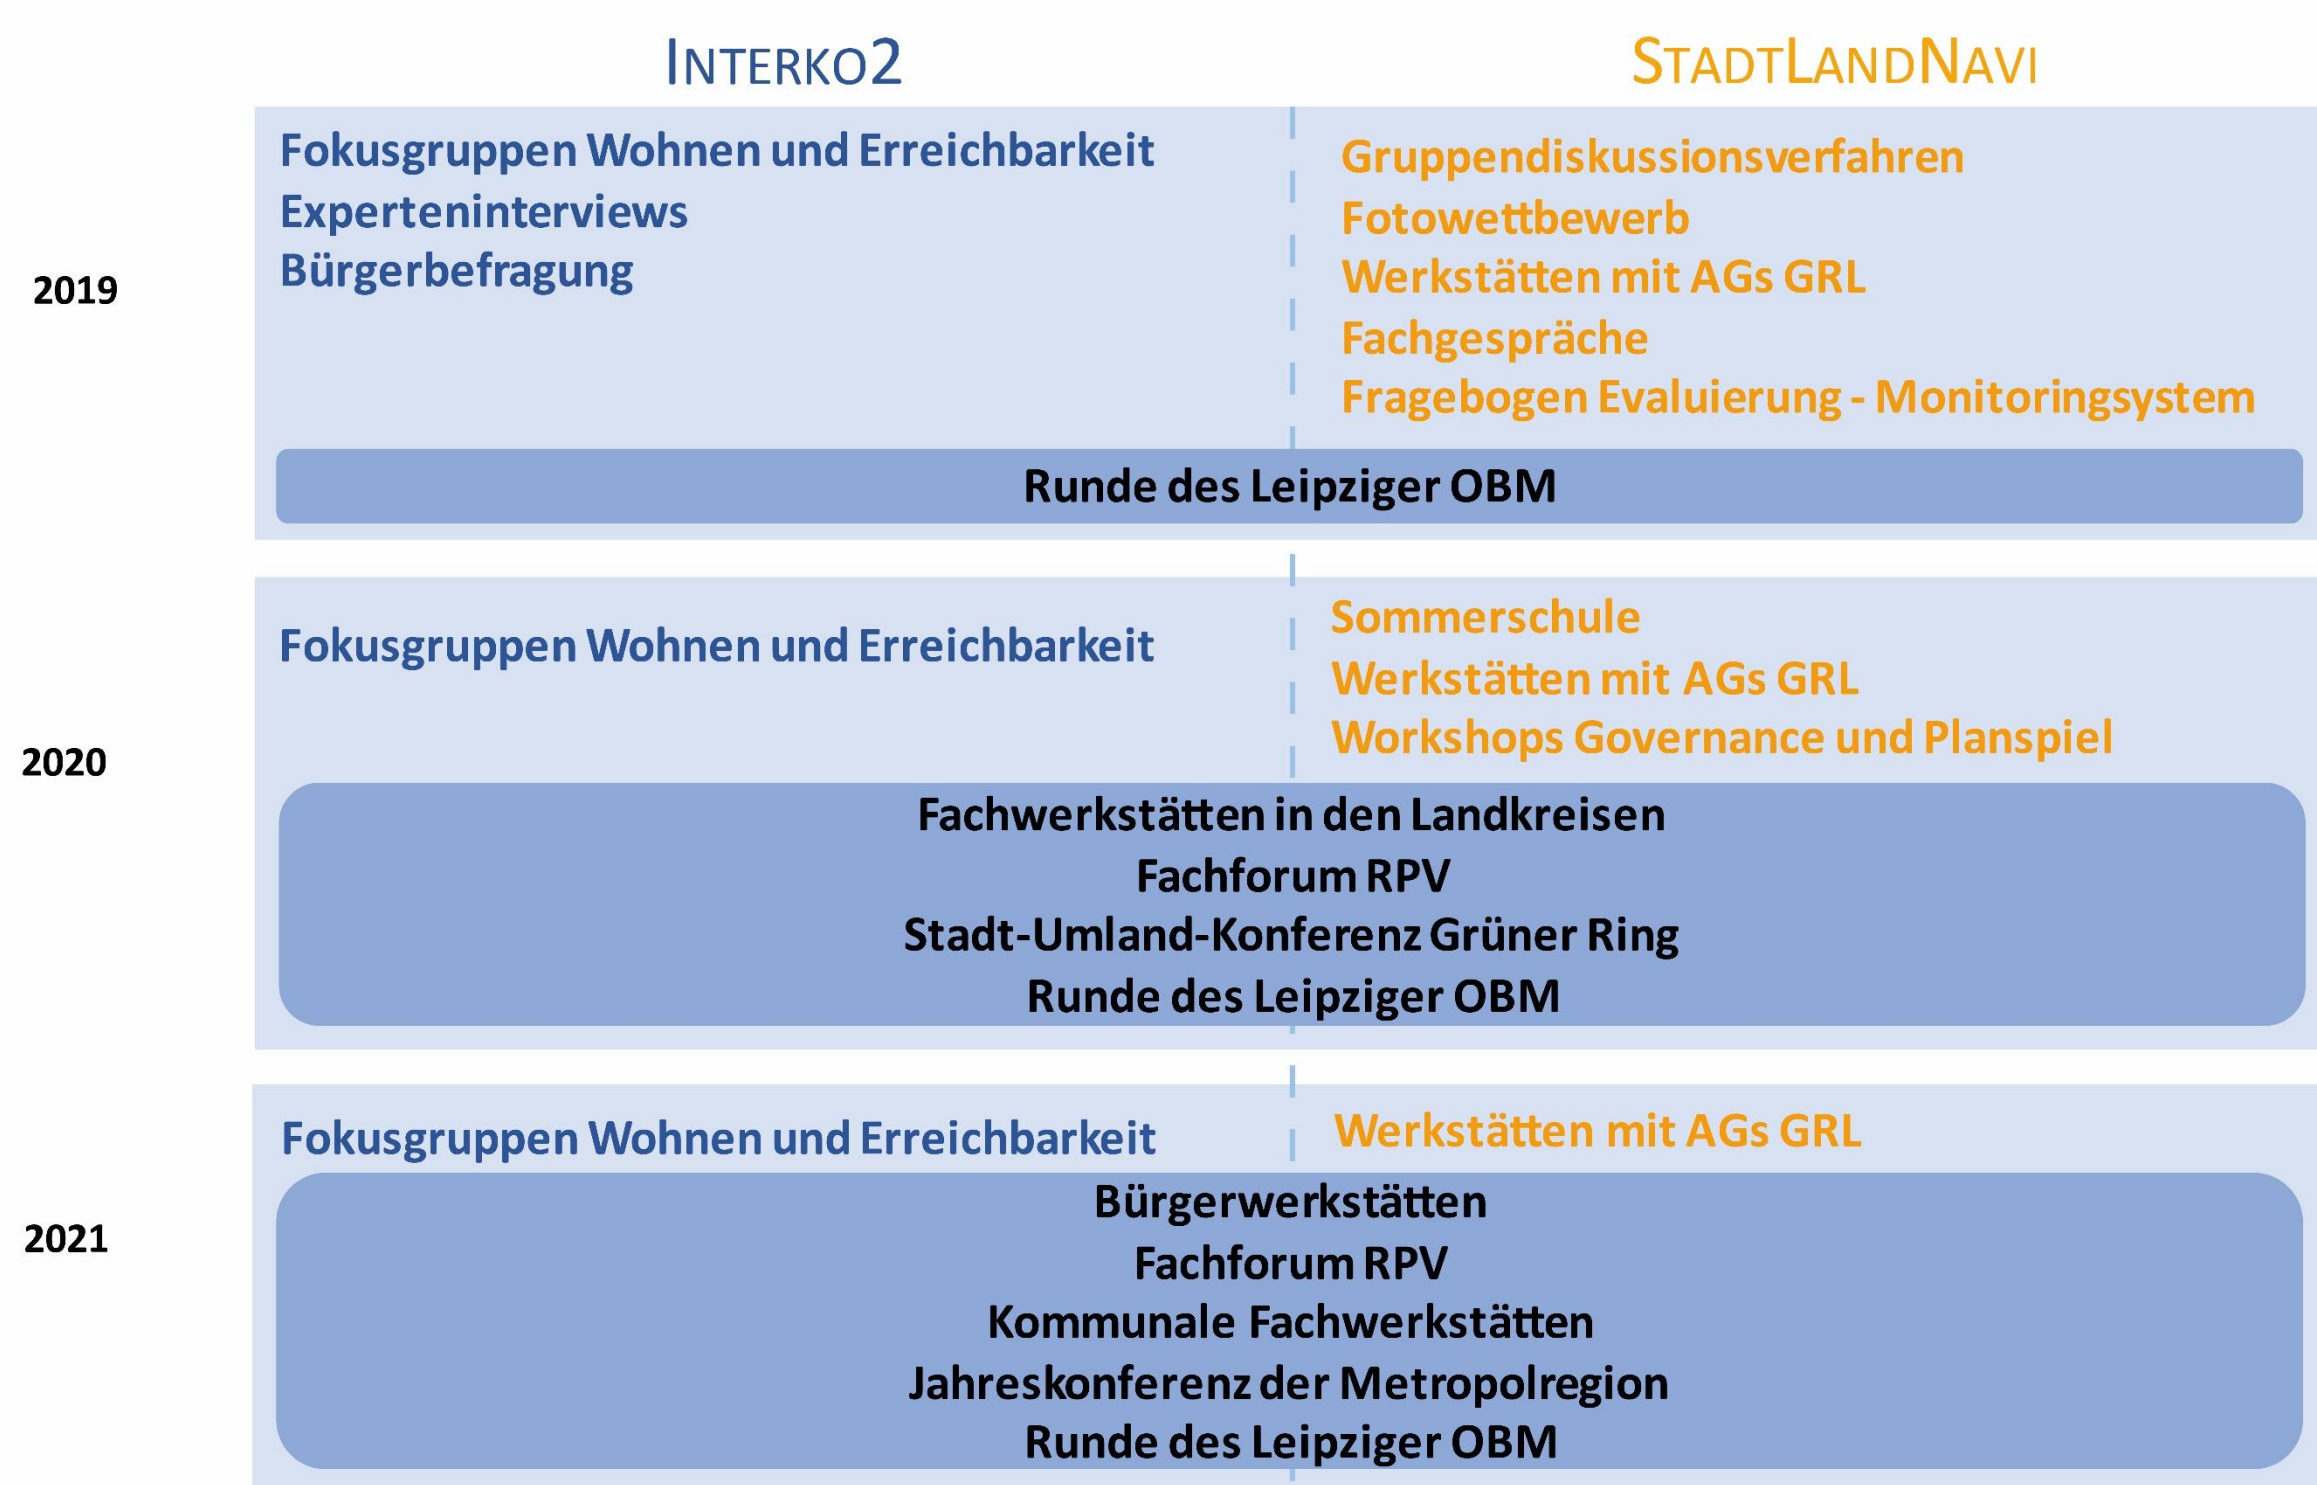 INTERKO2
STADTLANDNAVI
2019
Fokusgruppen Wohnen und Erreichbarkeit
Experteninterviews
Bürgerbefragung
Gruppendiskussionsverfahren
Fotowettbewerb
Werkstätten mit AGs GRL
Fachgespräche
Fragebogen Evaluierung - Monitoringsystem
Runde des Leipziger OBM
2020
Fokusgruppen Wohnen und Erreichbarkeit
Sommerschule
Werkstätten mit AGs GRL
Workshops Governance und Planspiel
Fachwerkstätten in den Landkreisen
Fachforum RPV
Stadt-Umland-Konferenz Grüner Ring
Runde des Leipziger OBM
2021
Fokusgruppen Wohnen und Erreichbarkeit
Werkstätten mit AGs GRL
Bürgerwerkstätten
Fachforum RPV
Kommunale Fachwerkstätten
Jahreskonferenz der Metropolregion
Runde des Leipziger OBM